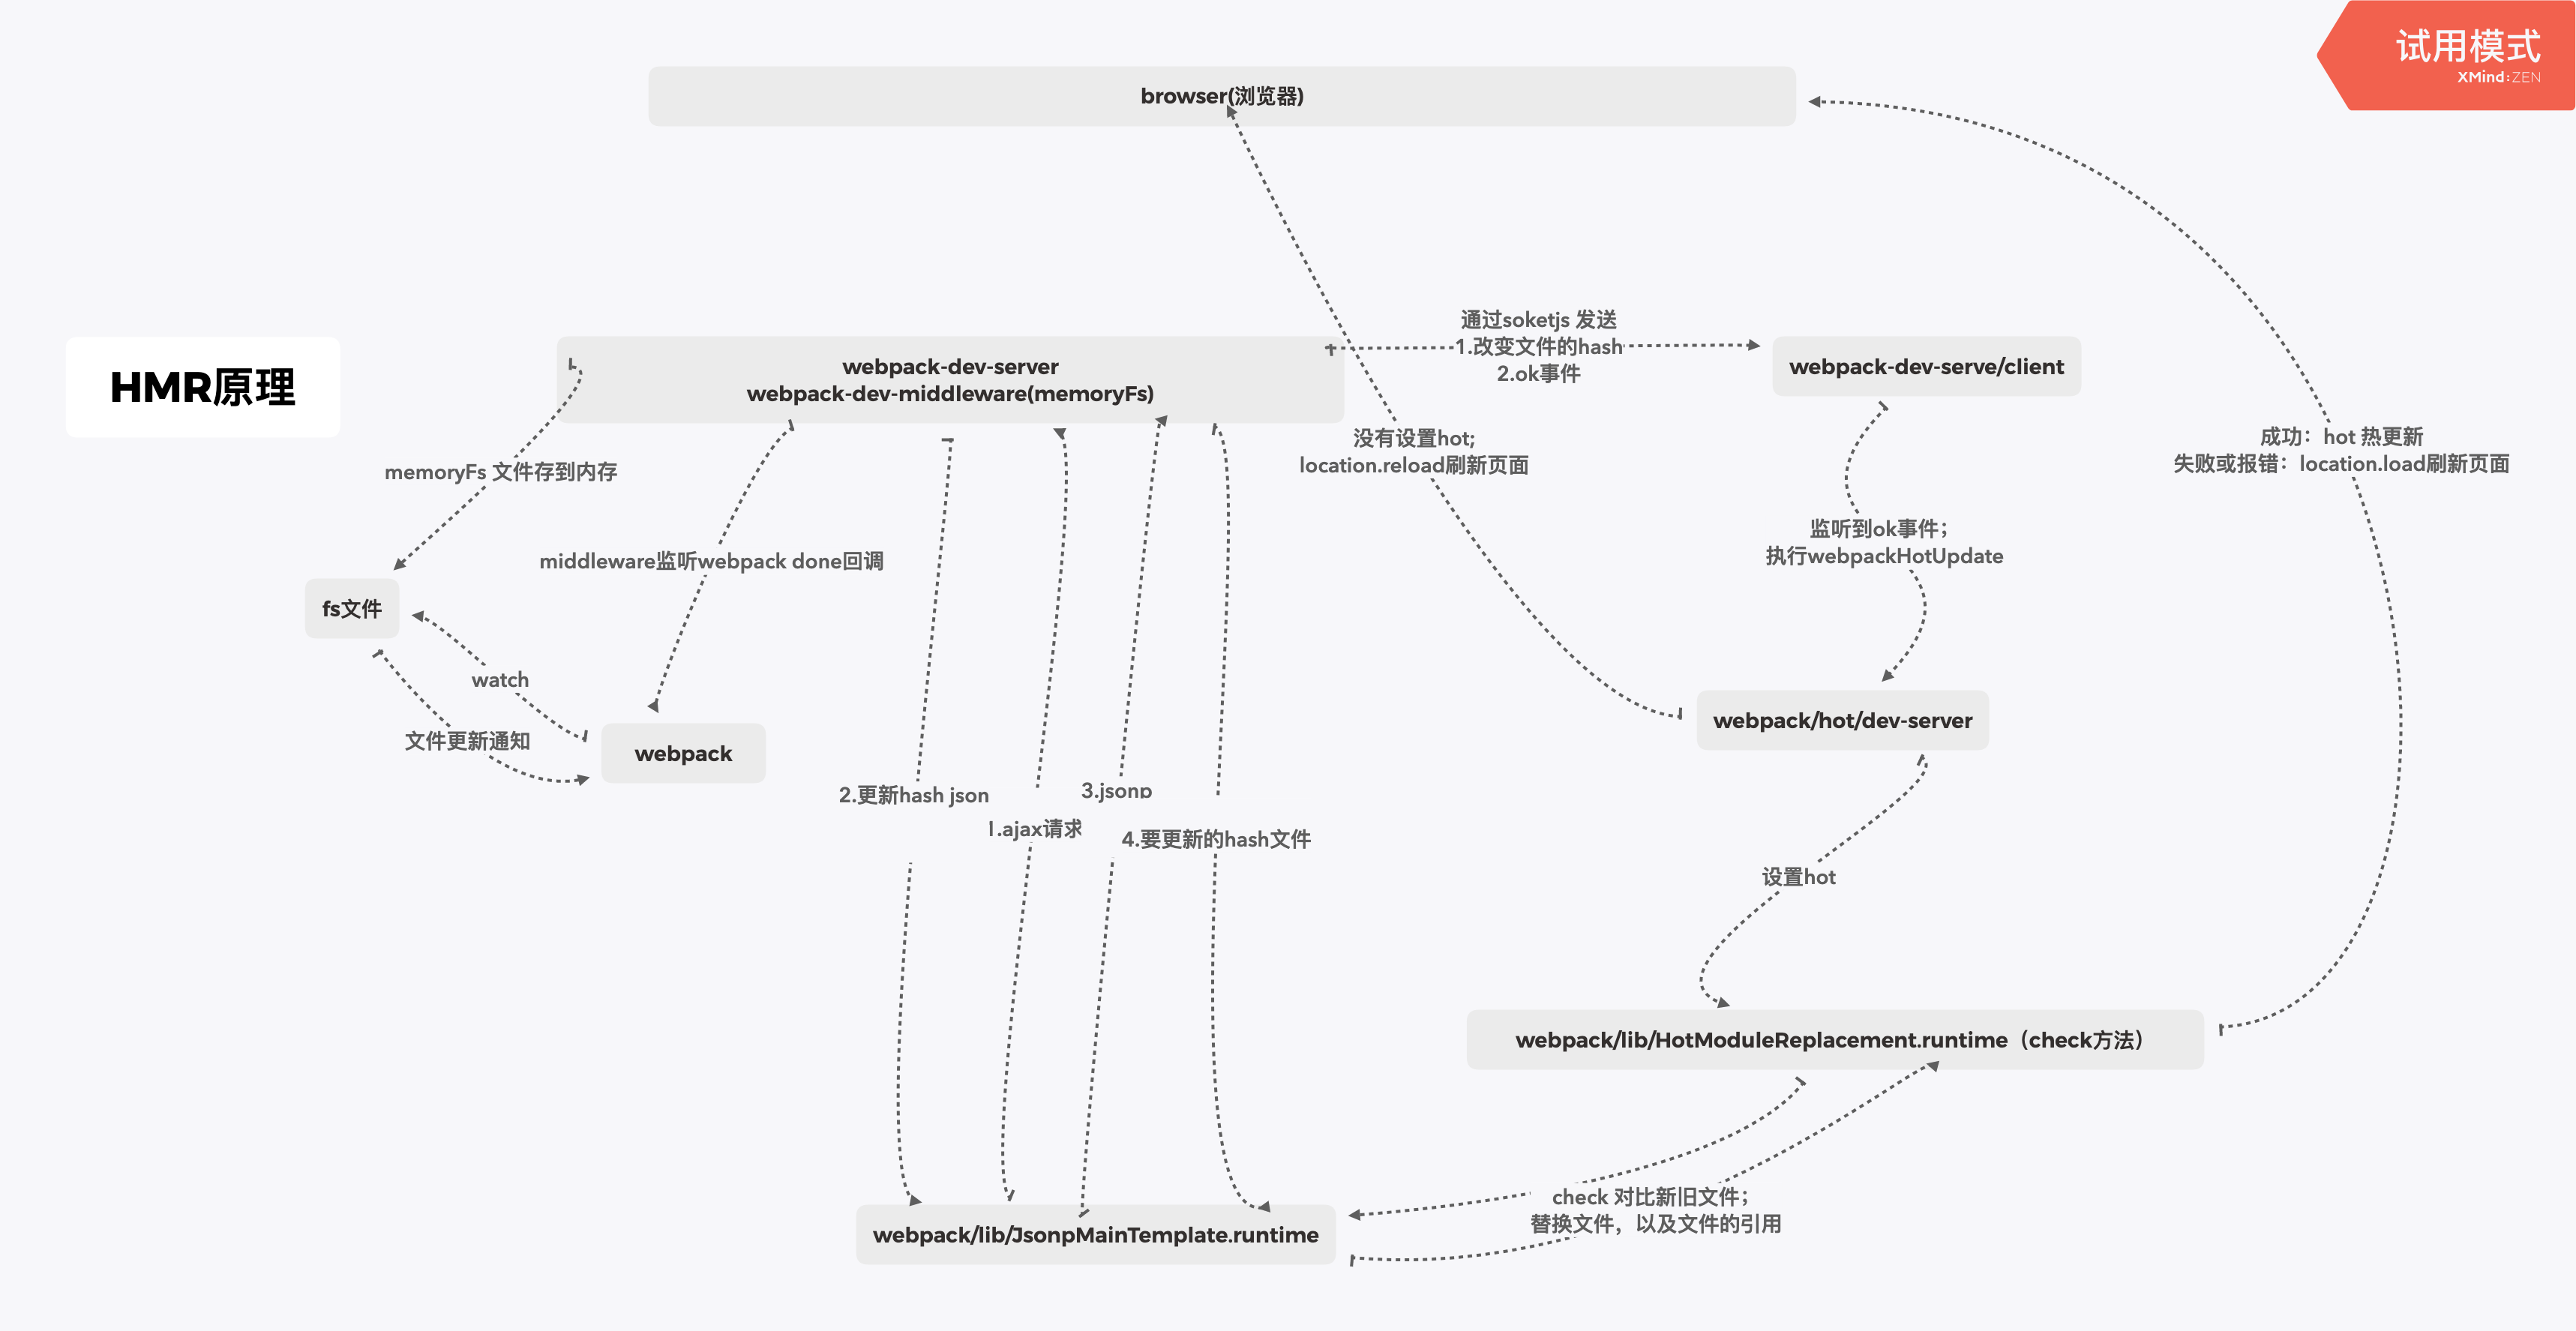 试用模式
XMind:ZEN
browser(浏览器)
HMR原理
webpack-dev-server
webpack-dev-middleware(memoryFs)
通过soketjs 发送
1.改变文件的hash
2.ok事件
webpack-dev-serve/client
没有设置hot;
location.reload刷新页面
成功：hot 热更新
失败或报错：location.load刷新页面
memoryFs 文件存到内存
middleware监听webpack done回调
监听到ok事件；
执行webpackHotUpdate
fs文件
watch
文件更新通知
webpack
webpack/hot/dev-server
2.更新hash json
1.ajax请求
3.jsonp
4.要更新的hash文件
设置hot
webpack/lib/HotModuleReplacement.runtime（check方法）
check 对比新旧文件；
替换文件，以及文件的引用
webpack/lib/JsonpMainTemplate.runtime